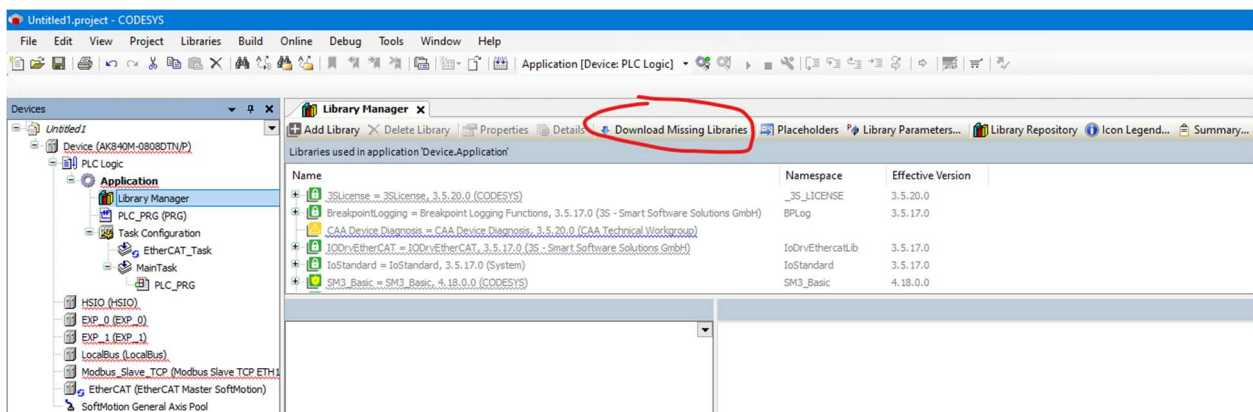 Untitled1.project - CODESYS
File Edit View Project Libraries Build Online Debug Tools Window Help
Application [Device: PLC Logic]
Devices
Library Manager
Untitled1
Device (AK840M-0808DTN/P)
PLC Logic
Application
Library Manager
PLC_PRG (PRG)
Task Configuration
EtherCAT_Task
MainTask
PLC_PRG
HSIO (HSIO)
EXP_0 (EXP_0)
EXP_1 (EXP_1)
LocalBus (LocalBus)
Modbus_Slave_TCP (Modbus Slave TCP ETH1
EtherCAT (EtherCAT Master SoftMotion)
SoftMotion General Axis Pool
Add Library Delete Library Properties Details Download Missing Libraries Placeholders Library Parameters... Library Repository Icon Legend... Summary...
Libraries used in application 'Device.Application'
Name Namespace Effective Version
3SLicense = 3SLicense, 3.5.20.0 (CODESYS) _3S_LICENSE 3.5.20.0
BreakpointLogging = Breakpoint Logging Functions, 3.5.17.0 (3S - Smart Software Solutions GmbH) BPLog 3.5.17.0
CAA Device Diagnosis = CAA Device Diagnosis, 3.5.20.0 (CAA Technical Workgroup)
IODrvEtherCAT = IODrvEtherCAT, 3.5.17.0 (3S - Smart Software Solutions GmbH) IoDrvEthercatLib 3.5.17.0
IoStandard = IoStandard, 3.5.17.0 (System) IoStandard 3.5.17.0
SM3_Basic = SM3_Basic, 4.18.0.0 (CODESYS) SM3_Basic 4.18.0.0